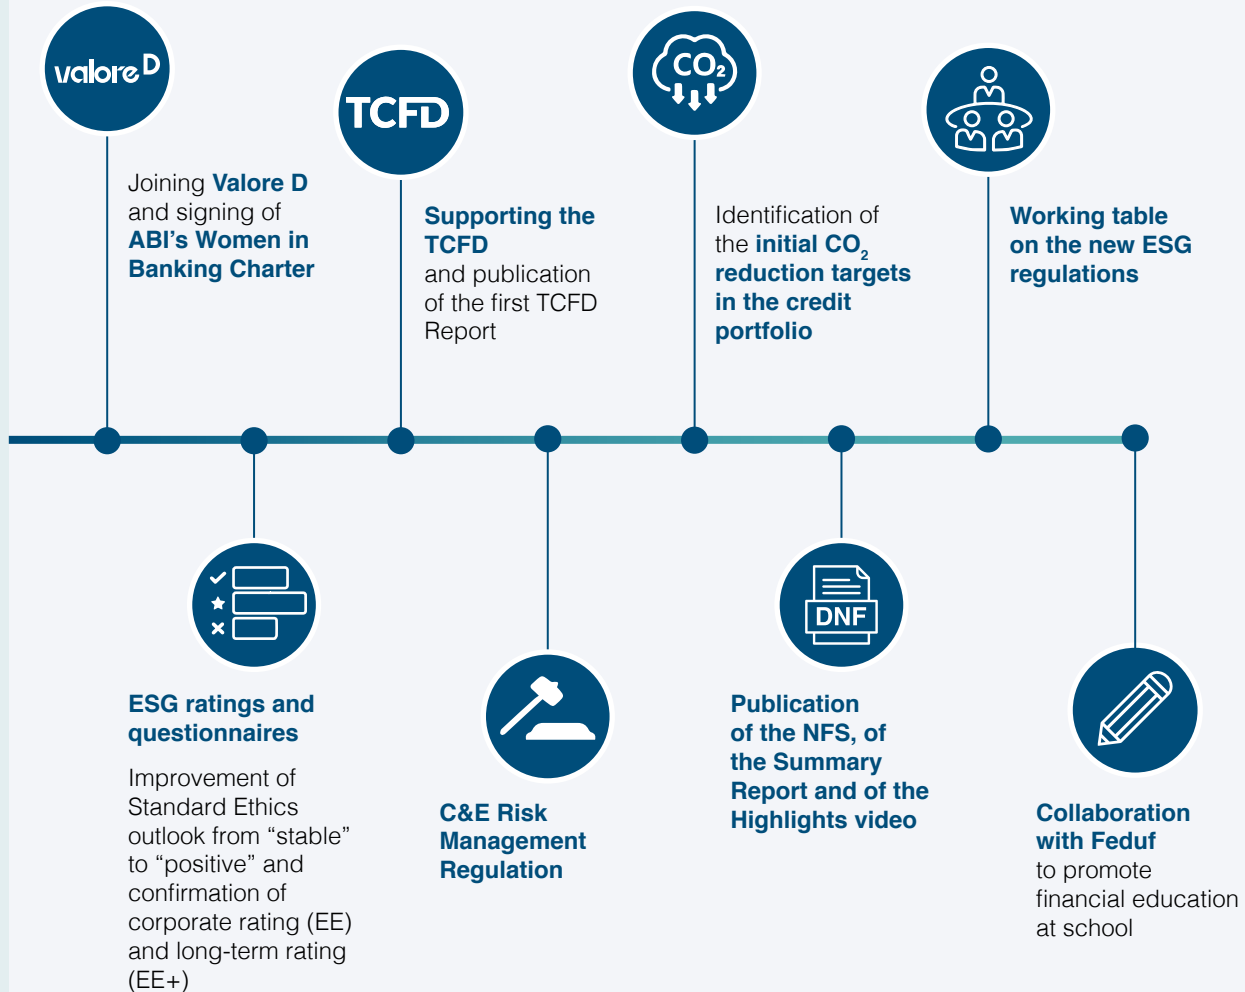 valore D
Joining Valore D
and signing of
ABI's Women in
Banking Charter
TCFD
Supporting the
TCFD
and publication
of the first TCFD
Report
CO₂
Identification of
the initial CO₂
reduction targets
in the credit
portfolio
Working table
on the new ESG
regulations
ESG ratings and
questionnaires
Improvement of
Standard Ethics
outlook from “stable”
to “positive” and
confirmation of
corporate rating (EE)
and long-term rating
(EE+)
C&E Risk
Management
Regulation
DNF
Publication
of the NFS, of
the Summary
Report and of the
Highlights video
Collaboration
with Feduf
to promote
financial education
at school